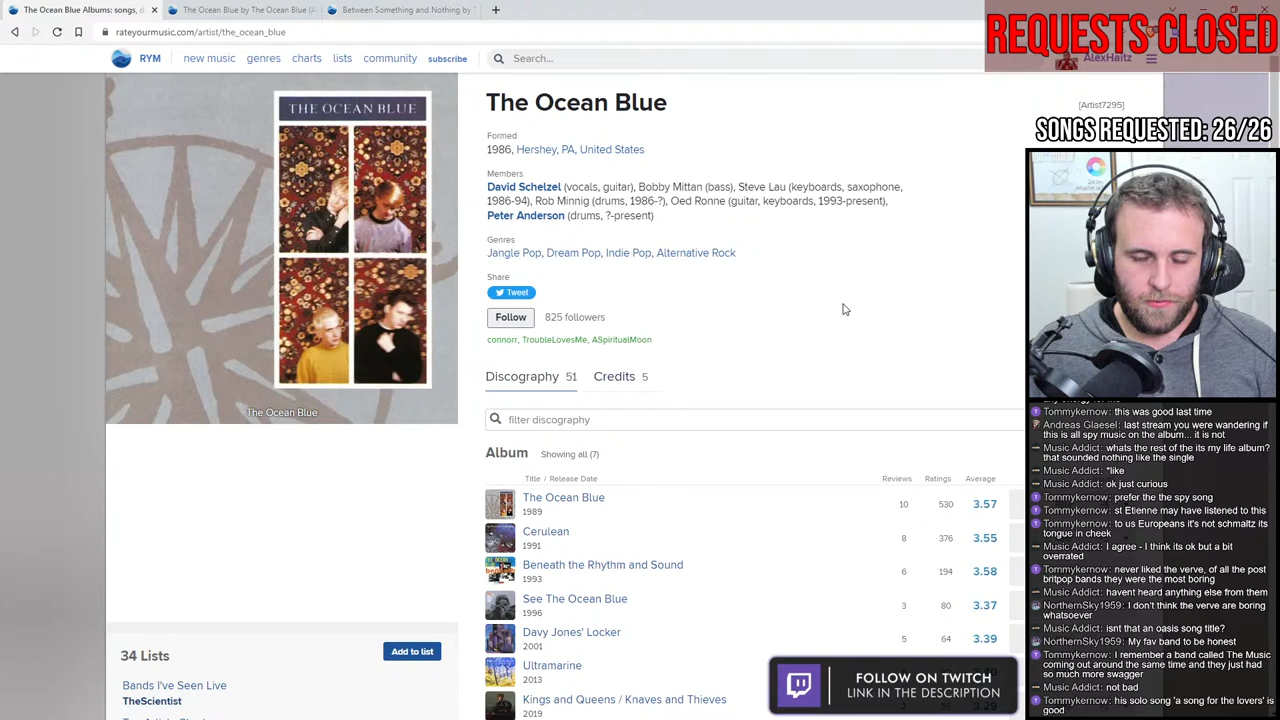 The Ocean Blue Albums: songs, d
The Ocean Blue by The Ocean Blue (A
Between Something and Nothing by T
rateyourmusic.com/artist/the_ocean_blue
REQUESTS CLOSED
RYM
new music
genres
charts
lists
community
subscribe
Search...
AlexHaitz
THE OCEAN BLUE
The Ocean Blue
The Ocean Blue
[Artist7295]
Formed
1986, Hershey, PA, United States
Members
David Schelzel (vocals, guitar), Bobby Mittan (bass), Steve Lau (keyboards, saxophone,
1986-94), Rob Minnig (drums, 1986-?), Oed Ronne (guitar, keyboards, 1993-present),
Peter Anderson (drums, ?-present)
Genres
Jangle Pop, Dream Pop, Indie Pop, Alternative Rock
Share
Tweet
Follow
825 followers
connorr, TroubleLovesMe, ASpiritualMoon
Discography 51
Credits 5
filter discography
Album Showing all (7)
Title / Release Date Reviews Ratings Average
The Ocean Blue 10 530 3.57
1989
Cerulean 8 376 3.55
1991
Beneath the Rhythm and Sound 6 194 3.58
1993
See The Ocean Blue 3 80 3.37
1996
Davy Jones' Locker 5 64 3.39
2001
Ultramarine
2013
Kings and Queens / Knaves and Thieves
2019
34 Lists
Add to list
Bands I've Seen Live
TheScientist
FOLLOW ON TWITCH
LINK IN THE DESCRIPTION
SONGS REQUESTED: 26/26
Tommykernow: this was good last time
Andreas Glaesel: last stream you were wandering if
this is all spy music on the album... it is not
Music Addict: whats the rest of the its my life album?
that sounded nothing like the single
Music Addict: *like
Music Addict: ok just curious
Tommykernow: prefer the the spy song
Tommykernow: st Etienne may have listened to this
Tommykernow: to us Europeans it's not schmaltz its
tongue in cheek
Music Addict: I agree - I think its ok but a bit
overrated
Tommykernow: never liked the verve, of all the post
britpop bands they were the most boring
Music Addict: havent heard anything else from them
NorthernSky1959: I don't think the verve are boring
whatsoever
Music Addict: isnt that an oasis song title?
NorthernSky1959: My fav band to be honest
Tommykernow: I remember a band called The Music
coming out around the same time and they just had
so much more swagger
Music Addict: not bad
Tommykernow: his solo song 'a song for the lovers' is
good